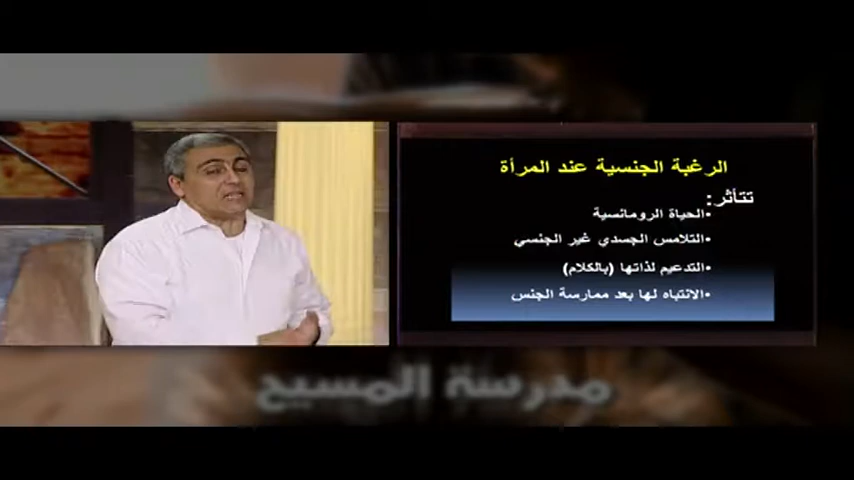 الرغبة الجنسية عند المرأة
تتأثر:
•الحياة الرومانسية
•التلامس الجسدي غير الجنسي
•التدعيم لذاتها (بالكلام)
•الانتباه لها بعد ممارسة الجنس
مدرسة المسيح